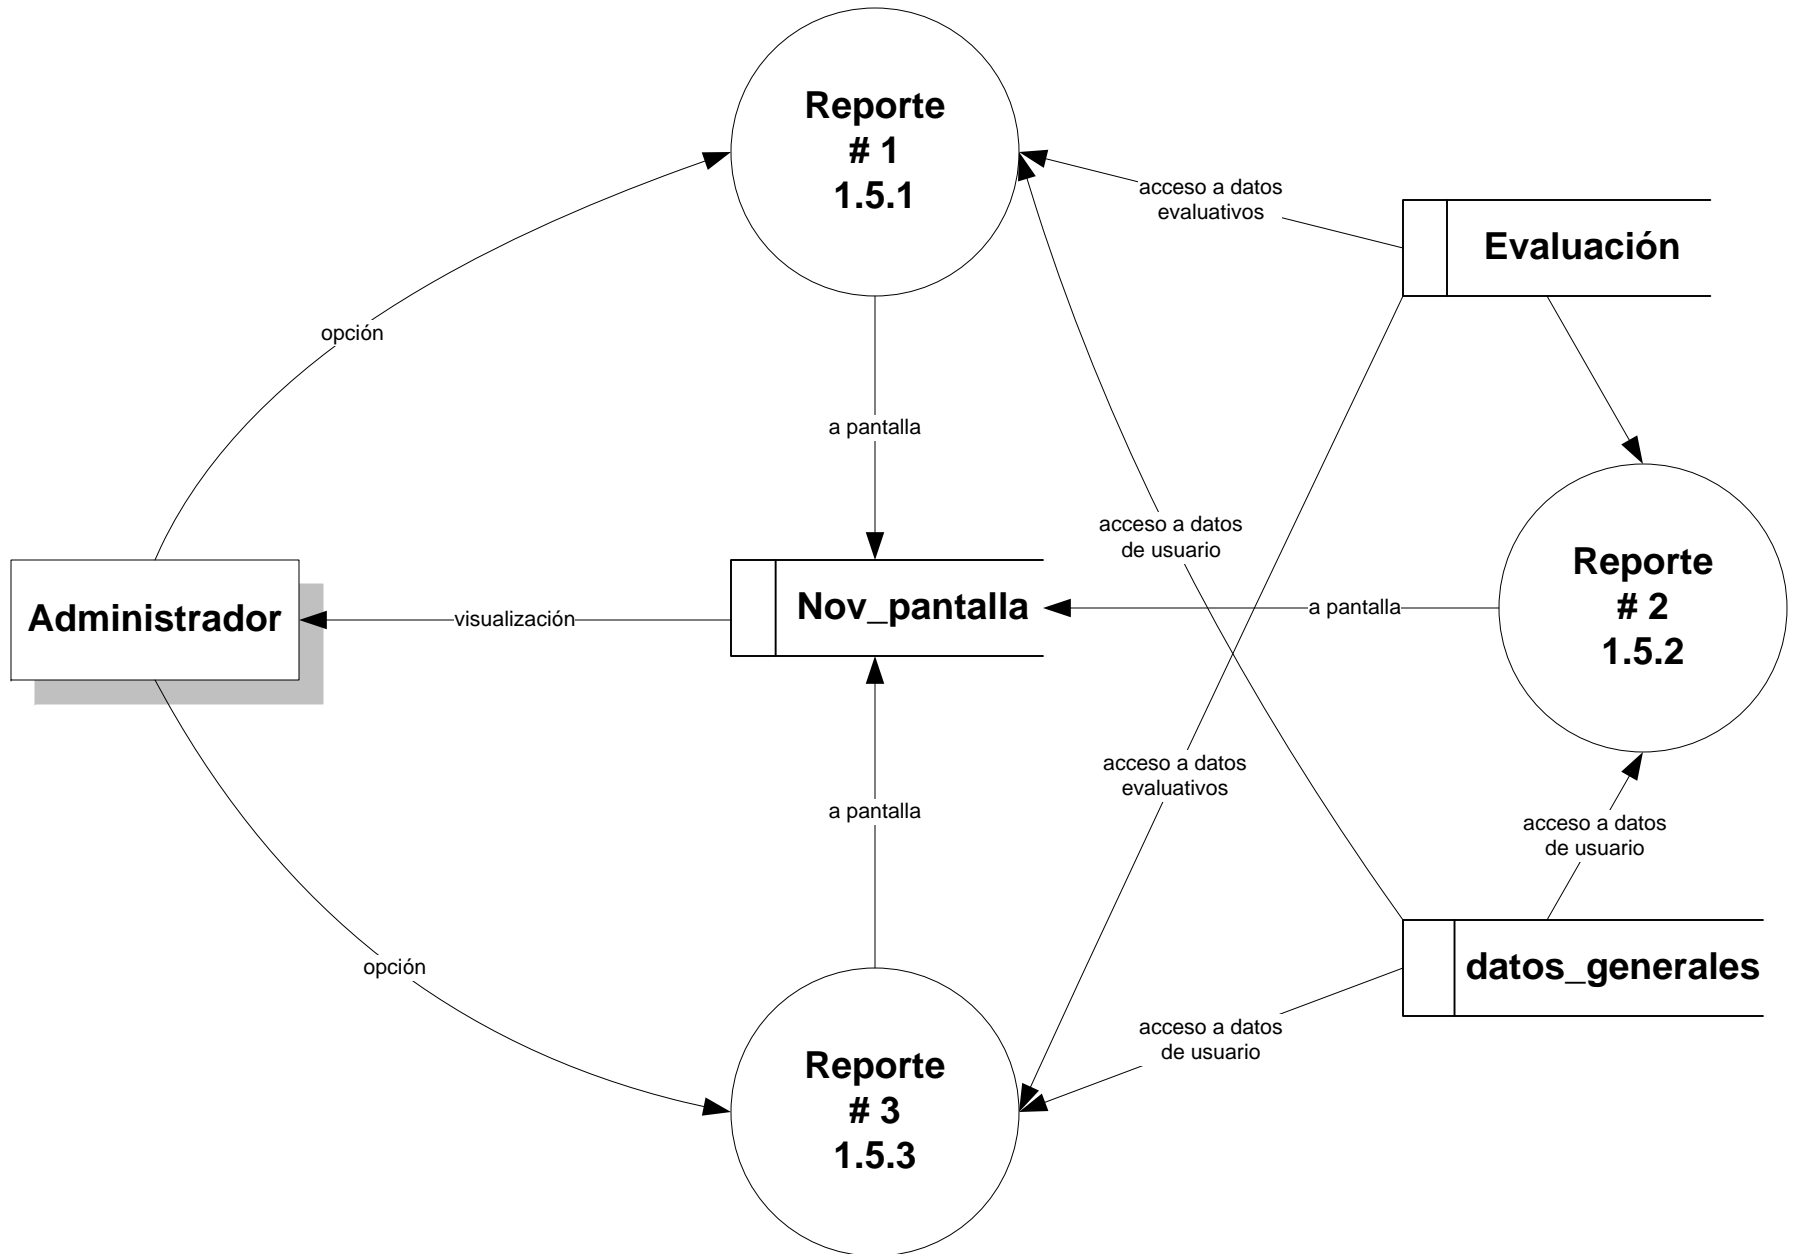 Reporte
# 1
1.5.1
acceso a datos
evaluativos
Evaluación
opción
a pantalla
acceso a datos
de usuario
Reporte
# 2
1.5.2
Administrador
visualización
Nov_pantalla
a pantalla
acceso a datos
evaluativos
a pantalla
acceso a datos
de usuario
opción
datos_generales
acceso a datos
de usuario
Reporte
# 3
1.5.3